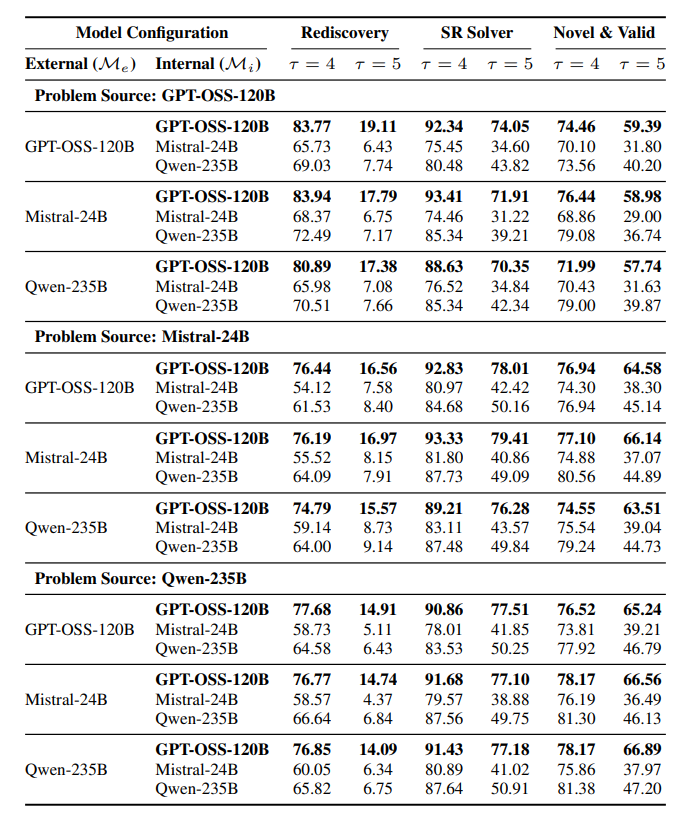 Model Configuration Rediscovery SR Solver Novel & Valid
External (ℳₑ) Internal (ℳᵢ) τ = 4 τ = 5 τ = 4 τ = 5 τ = 4 τ = 5
Problem Source: GPT-OSS-120B
GPT-OSS-120B 83.77 19.11 92.34 74.05 74.46 59.39
GPT-OSS-120B Mistral-24B 65.73 6.43 75.45 34.60 70.10 31.80
Qwen-235B 69.03 7.74 80.48 43.82 73.56 40.20
GPT-OSS-120B 83.94 17.79 93.41 71.91 76.44 58.98
Mistral-24B Mistral-24B 68.37 6.75 74.46 31.22 68.86 29.00
Qwen-235B 72.49 7.17 85.34 39.21 79.08 36.74
GPT-OSS-120B 80.89 17.38 88.63 70.35 71.99 57.74
Qwen-235B Mistral-24B 65.98 7.08 76.52 34.84 70.43 31.63
Qwen-235B 70.51 7.66 85.34 42.34 79.00 39.87
Problem Source: Mistral-24B
GPT-OSS-120B 76.44 16.56 92.83 78.01 76.94 64.58
GPT-OSS-120B Mistral-24B 54.12 7.58 80.97 42.42 74.30 38.30
Qwen-235B 61.53 8.40 84.68 50.16 76.94 45.14
GPT-OSS-120B 76.19 16.97 93.33 79.41 77.10 66.14
Mistral-24B Mistral-24B 55.52 8.15 81.80 40.86 74.88 37.07
Qwen-235B 64.09 7.91 87.73 49.09 80.56 44.89
GPT-OSS-120B 74.79 15.57 89.21 76.28 74.55 63.51
Qwen-235B Mistral-24B 59.14 8.73 83.11 43.57 75.54 39.04
Qwen-235B 64.00 9.14 87.48 49.84 79.24 44.73
Problem Source: Qwen-235B
GPT-OSS-120B 77.68 14.91 90.86 77.51 76.52 65.24
GPT-OSS-120B Mistral-24B 58.73 5.11 78.01 41.85 73.81 39.21
Qwen-235B 64.58 6.43 83.53 50.25 77.92 46.79
GPT-OSS-120B 76.77 14.74 91.68 77.10 78.17 66.56
Mistral-24B Mistral-24B 58.57 4.37 79.57 38.88 76.19 36.49
Qwen-235B 66.64 6.84 87.56 49.75 81.30 46.13
GPT-OSS-120B 76.85 14.09 91.43 77.18 78.17 66.89
Qwen-235B Mistral-24B 60.05 6.34 80.89 41.02 75.86 37.97
Qwen-235B 65.82 6.75 87.64 50.91 81.38 47.20